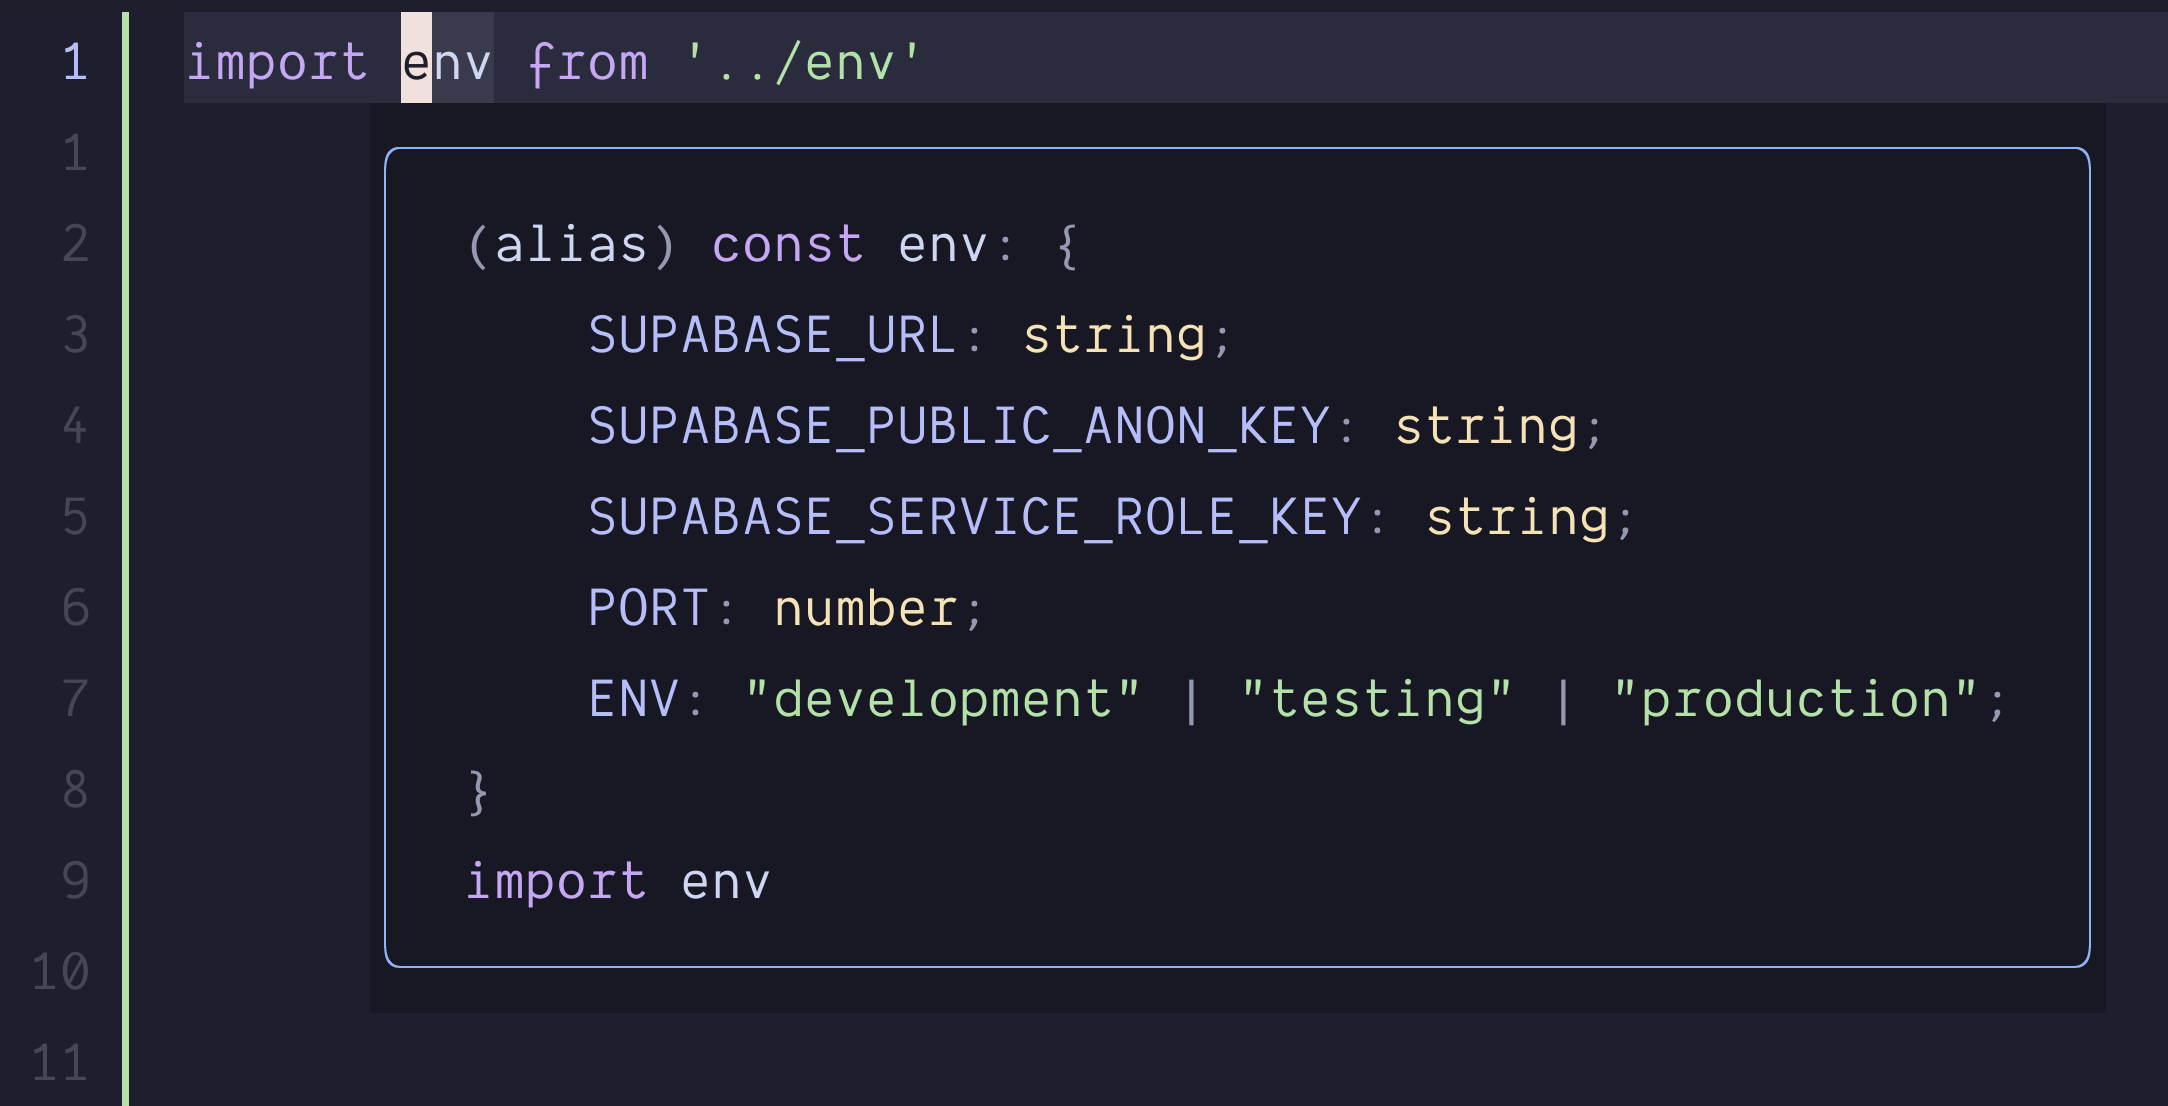 1 import env from '../env'
1
2 (alias) const env: {
3 SUPABASE_URL: string;
4 SUPABASE_PUBLIC_ANON_KEY: string;
5 SUPABASE_SERVICE_ROLE_KEY: string;
6 PORT: number;
7 ENV: "development" | "testing" | "production";
8 }
9 import env
10
11